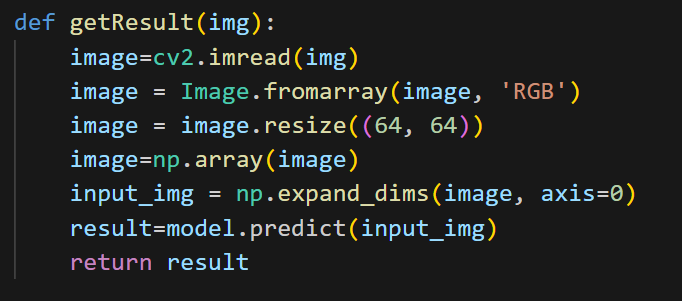 def getResult(img):
    image=cv2.imread(img)
    image = Image.fromarray(image, 'RGB')
    image = image.resize((64, 64))
    image=np.array(image)
    input_img = np.expand_dims(image, axis=0)
    result=model.predict(input_img)
    return result